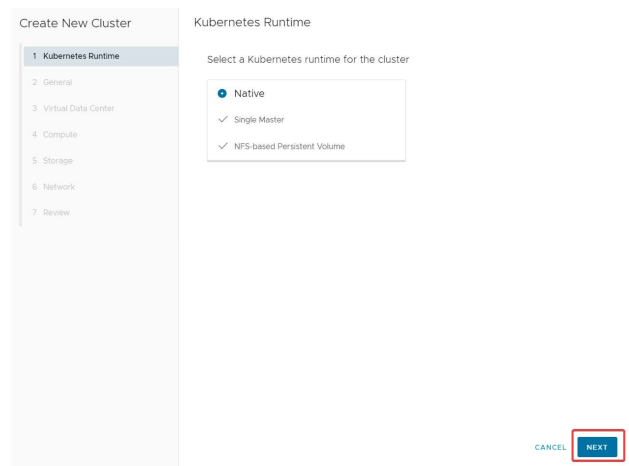 Create New Cluster
1 Kubernetes Runtime
2 General
3 Virtual Data Center
4 Compute
5 Storage
6 Network
7 Review
Kubernetes Runtime
Select a Kubernetes runtime for the cluster
Native
Single Master
NFS-based Persistent Volume
CANCEL NEXT